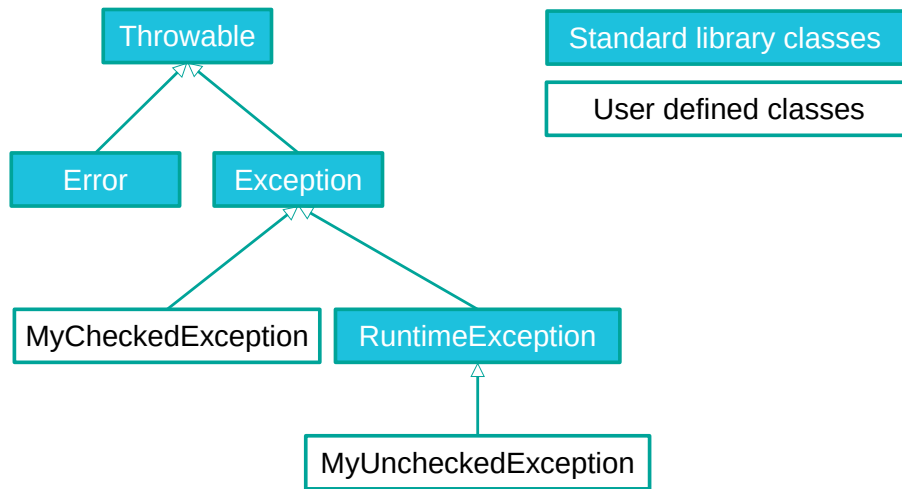 Throwable
Standard library classes
User defined classes
Error
Exception
MyCheckedException
RuntimeException
MyUncheckedException